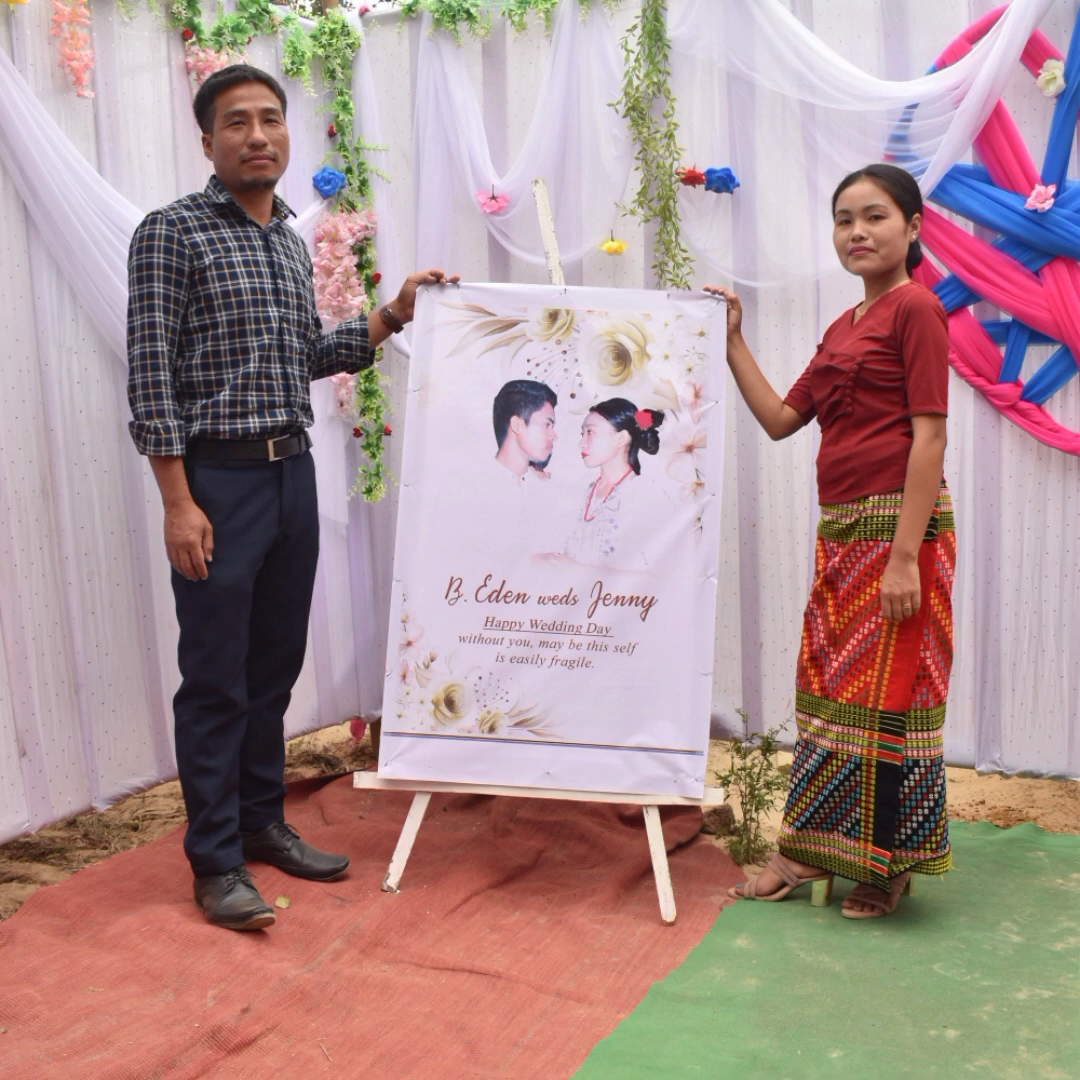 B. Eden weds Jenny
Happy Wedding Day
without you, may be this self
is easily fragile.